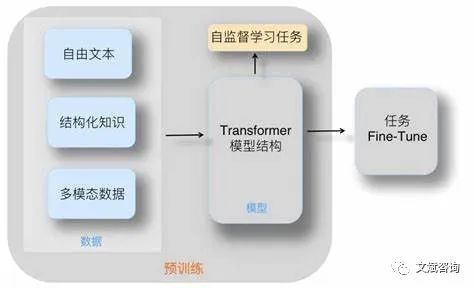 自由文本
结构化知识
多模态数据
数据
自监督学习任务
Transformer
模型结构
模型
预训练
任务
Fine-Tune
文斌咨询